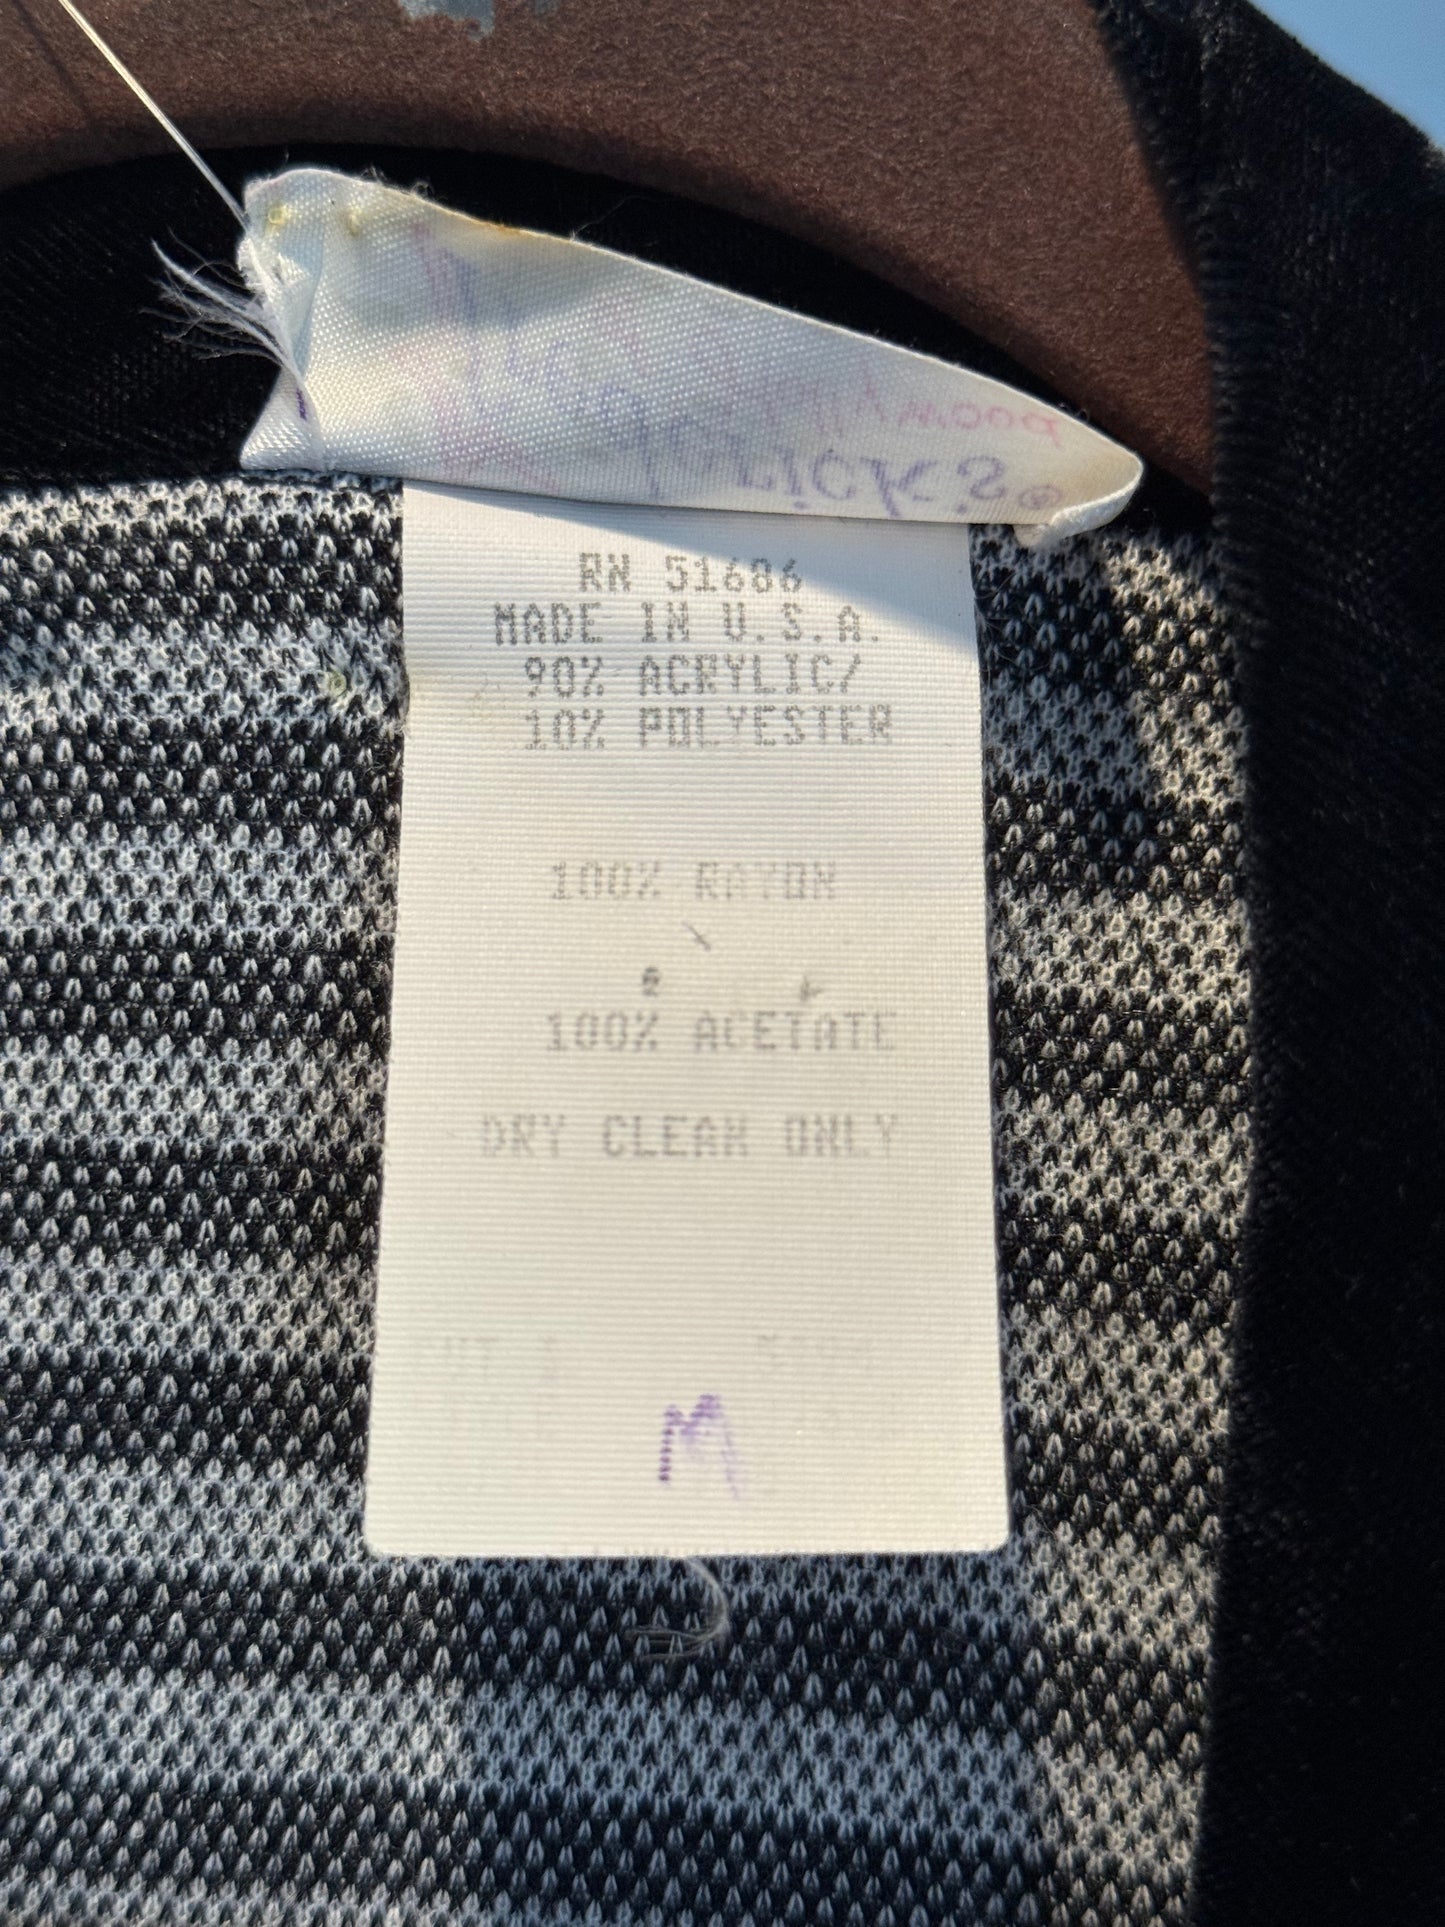 RN 51686
MADE IN U.S.A.
90% ACRYLIC/
10% POLYESTER
100% RAYON
100% ACETATE
DRY CLEAN ONLY
M